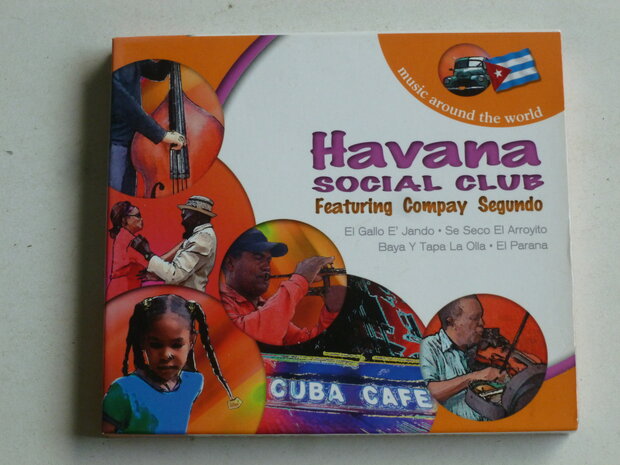 music around the world
Havana
SOCIAL CLUB
Featuring Compay Segundo
El Gallo E' Jando • Se Seco El Arroyito
Baya Y Tapa La Olla • El Parana
CUBA CAFE